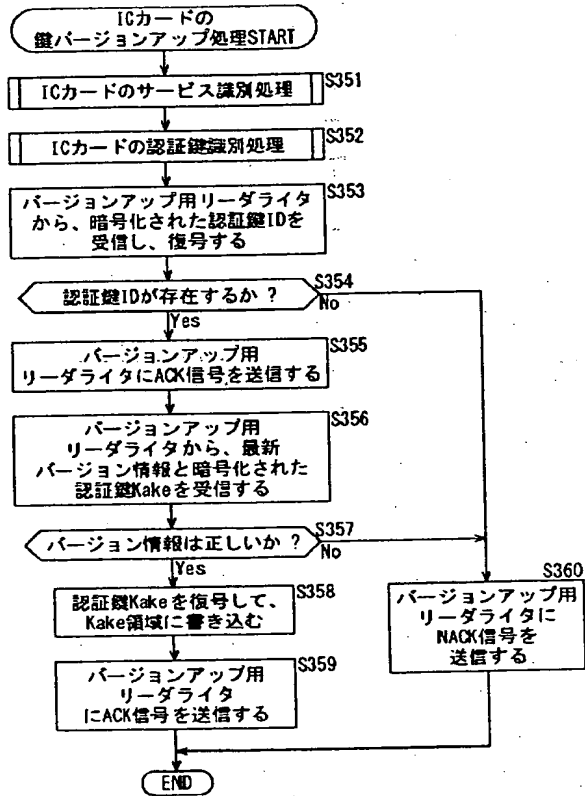 ICカードの
鍵バージョンアップ処理START
S351
ICカードのサービス識別処理
S352
ICカードの認証鍵識別処理
S353
バージョンアップ用リーダライタ
から、暗号化された認証鍵IDを
受信し、復号する
S354
認証鍵IDが存在するか?
No
Yes
S355
バージョンアップ用
リーダライタにACK信号を送信する
S356
バージョンアップ用
リーダライタから、最新
バージョン情報と暗号化された
認証鍵Kakeを受信する
S357
バージョン情報は正しいか?
No
Yes
S358
認証鍵Kakeを復号して、
Kake領域に書き込む
S360
バージョンアップ用
リーダライタに
NACK信号を
送信する
S359
バージョンアップ用
リーダライタ
にACK信号を送信する
END